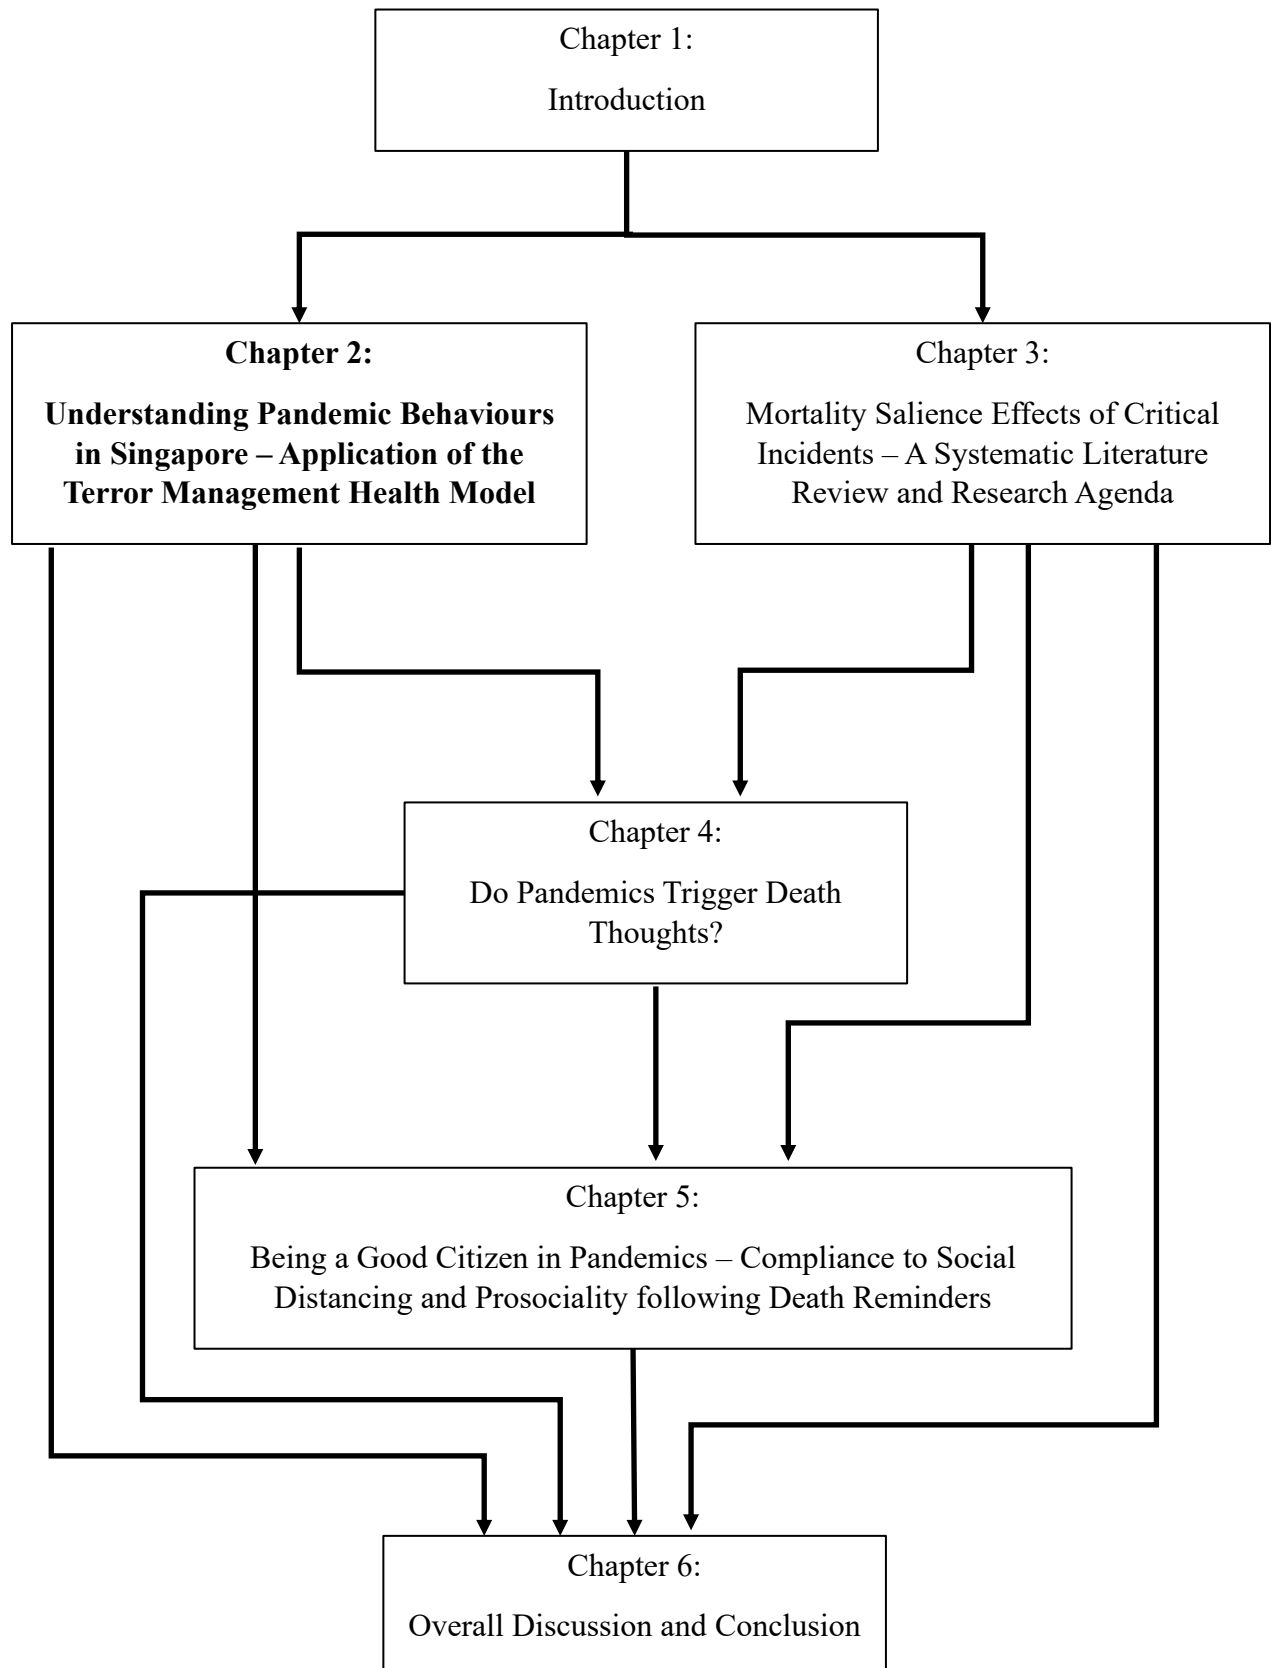 Chapter 1:
Introduction
Chapter 2:
Understanding Pandemic Behaviours
in Singapore – Application of the
Terror Management Health Model
Chapter 3:
Mortality Salience Effects of Critical
Incidents – A Systematic Literature
Review and Research Agenda
Chapter 4:
Do Pandemics Trigger Death
Thoughts?
Chapter 5:
Being a Good Citizen in Pandemics – Compliance to Social
Distancing and Prosociality following Death Reminders
Chapter 6:
Overall Discussion and Conclusion